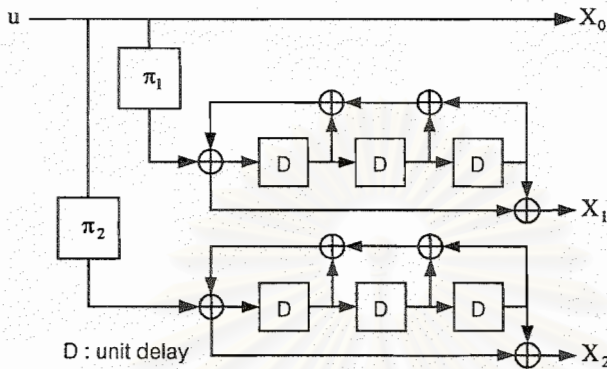 u X₀
π₁
D D D
X₁
π₂
D D D
D : unit delay X₂